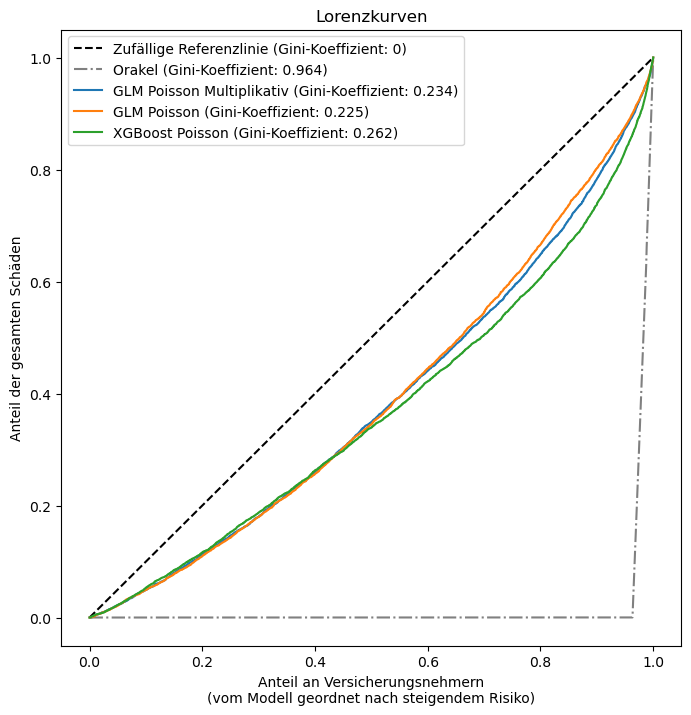 Lorenzkurven
Zufällige Referenzlinie (Gini-Koeffizient: 0)
Orakel (Gini-Koeffizient: 0.964)
GLM Poisson Multiplikativ (Gini-Koeffizient: 0.234)
GLM Poisson (Gini-Koeffizient: 0.225)
XGBoost Poisson (Gini-Koeffizient: 0.262)
Anteil der gesamten Schäden
1.0
0.8
0.6
0.4
0.2
0.0
0.0 0.2 0.4 0.6 0.8 1.0
Anteil an Versicherungsnehmern
(vom Modell geordnet nach steigendem Risiko)